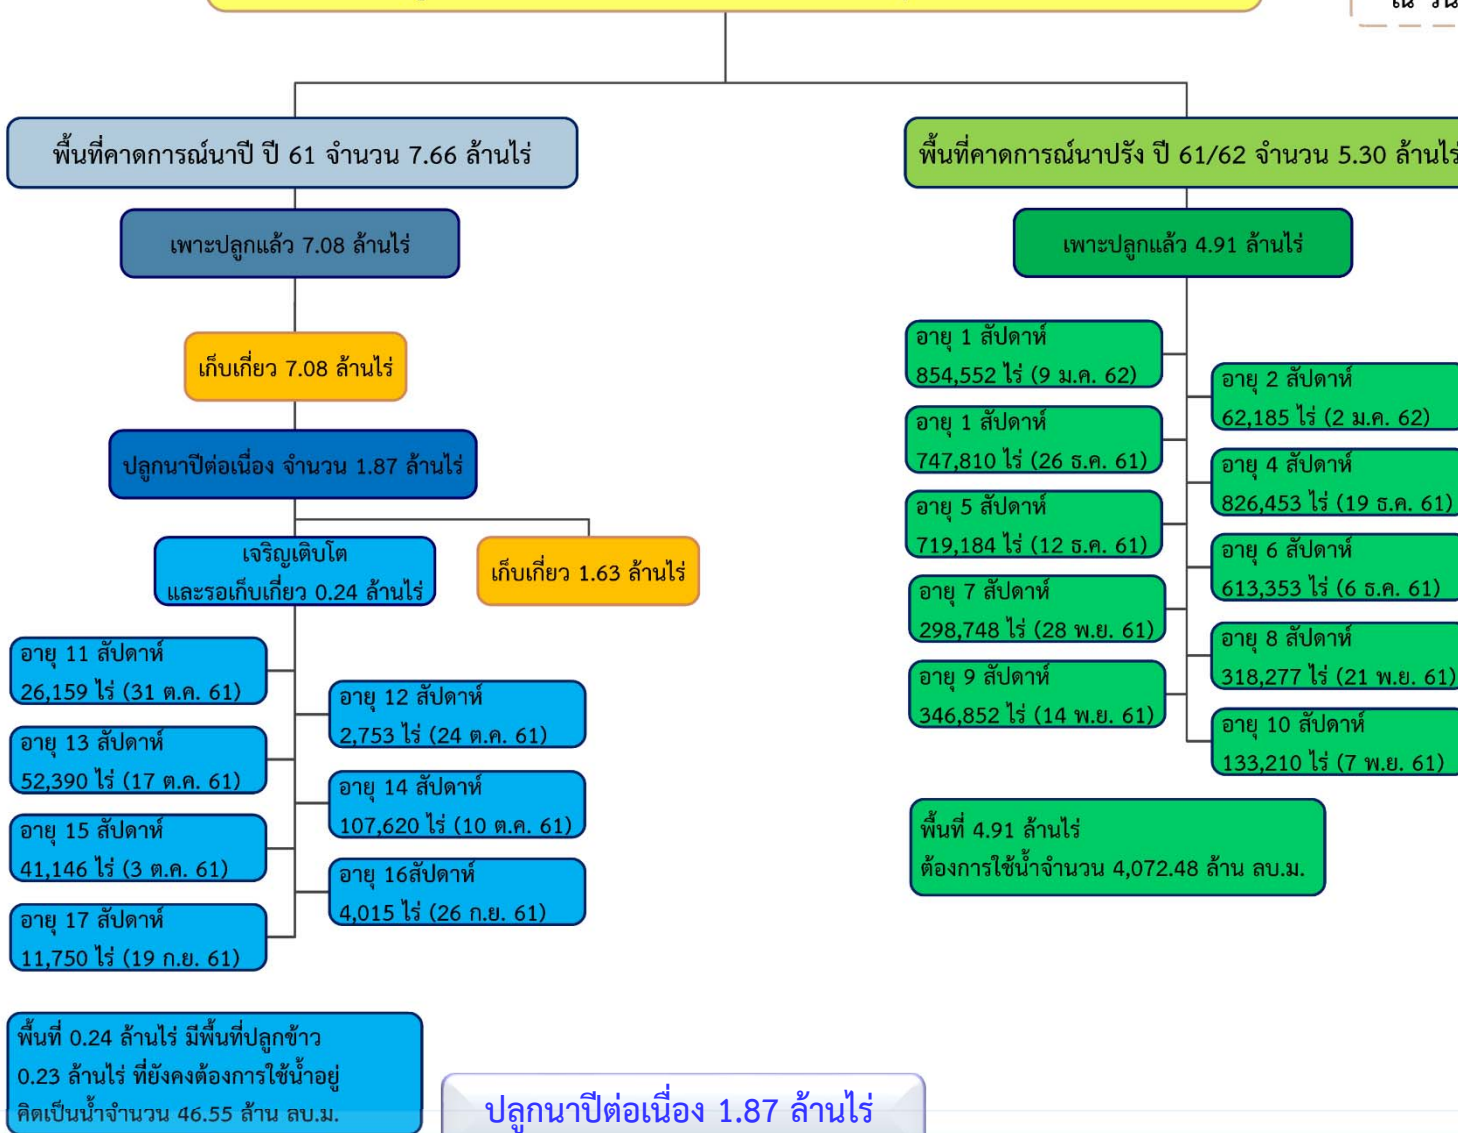 พื้นที่คาดการณ์นาปี ปี 61 จำนวน 7.66 ล้านไร่
เพาะปลูกแล้ว 7.08 ล้านไร่
เก็บเกี่ยว 7.08 ล้านไร่
ปลูกนาปีต่อเนื่อง จำนวน 1.87 ล้านไร่
เจริญเติบโต
และรอเก็บเกี่ยว 0.24 ล้านไร่
เก็บเกี่ยว 1.63 ล้านไร่
อายุ 11 สัปดาห์
26,159 ไร่ (31 ต.ค. 61)
อายุ 12 สัปดาห์
2,753 ไร่ (24 ต.ค. 61)
อายุ 13 สัปดาห์
52,390 ไร่ (17 ต.ค. 61)
อายุ 14 สัปดาห์
107,620 ไร่ (10 ต.ค. 61)
อายุ 15 สัปดาห์
41,146 ไร่ (3 ต.ค. 61)
อายุ 16สัปดาห์
4,015 ไร่ (26 ก.ย. 61)
อายุ 17 สัปดาห์
11,750 ไร่ (19 ก.ย. 61)
พื้นที่ 0.24 ล้านไร่ มีพื้นที่ปลูกข้าว
0.23 ล้านไร่ ที่ยังคงต้องการใช้น้ำอยู่
คิดเป็นน้ำจำนวน 46.55 ล้าน ลบ.ม.
ปลูกนาปีต่อเนื่อง 1.87 ล้านไร่
พื้นที่คาดการณ์นาปรัง ปี 61/62 จำนวน 5.30 ล้านไร่
เพาะปลูกแล้ว 4.91 ล้านไร่
อายุ 1 สัปดาห์
854,552 ไร่ (9 ม.ค. 62)
อายุ 2 สัปดาห์
62,185 ไร่ (2 ม.ค. 62)
อายุ 1 สัปดาห์
747,810 ไร่ (26 ธ.ค. 61)
อายุ 4 สัปดาห์
826,453 ไร่ (19 ธ.ค. 61)
อายุ 5 สัปดาห์
719,184 ไร่ (12 ธ.ค. 61)
อายุ 6 สัปดาห์
613,353 ไร่ (6 ธ.ค. 61)
อายุ 7 สัปดาห์
298,748 ไร่ (28 พ.ย. 61)
อายุ 8 สัปดาห์
318,277 ไร่ (21 พ.ย. 61)
อายุ 9 สัปดาห์
346,852 ไร่ (14 พ.ย. 61)
อายุ 10 สัปดาห์
133,210 ไร่ (7 พ.ย. 61)
พื้นที่ 4.91 ล้านไร่
ต้องการใช้น้ำจำนวน 4,072.48 ล้าน ลบ.ม.